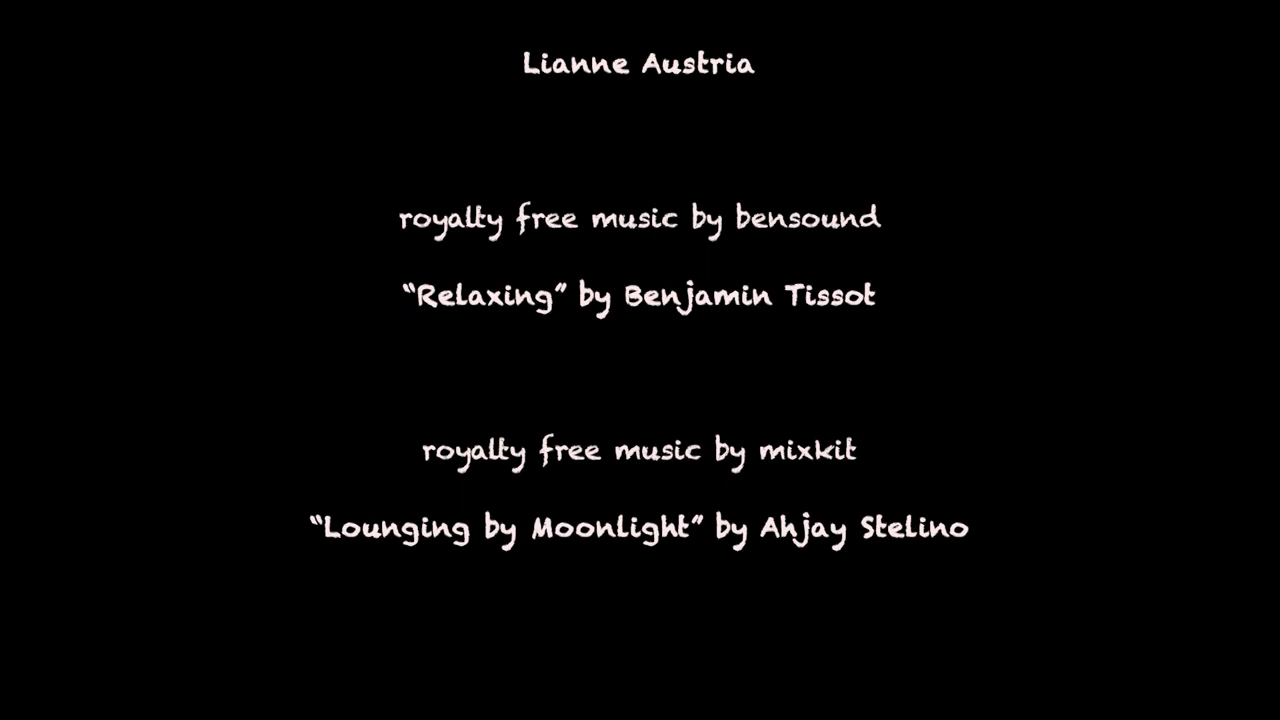 Lianne Austria
royalty free music by bensound
“Relaxing” by Benjamin Tissot
royalty free music by mixkit
“Lounging by Moonlight” by Ahjay Stelino